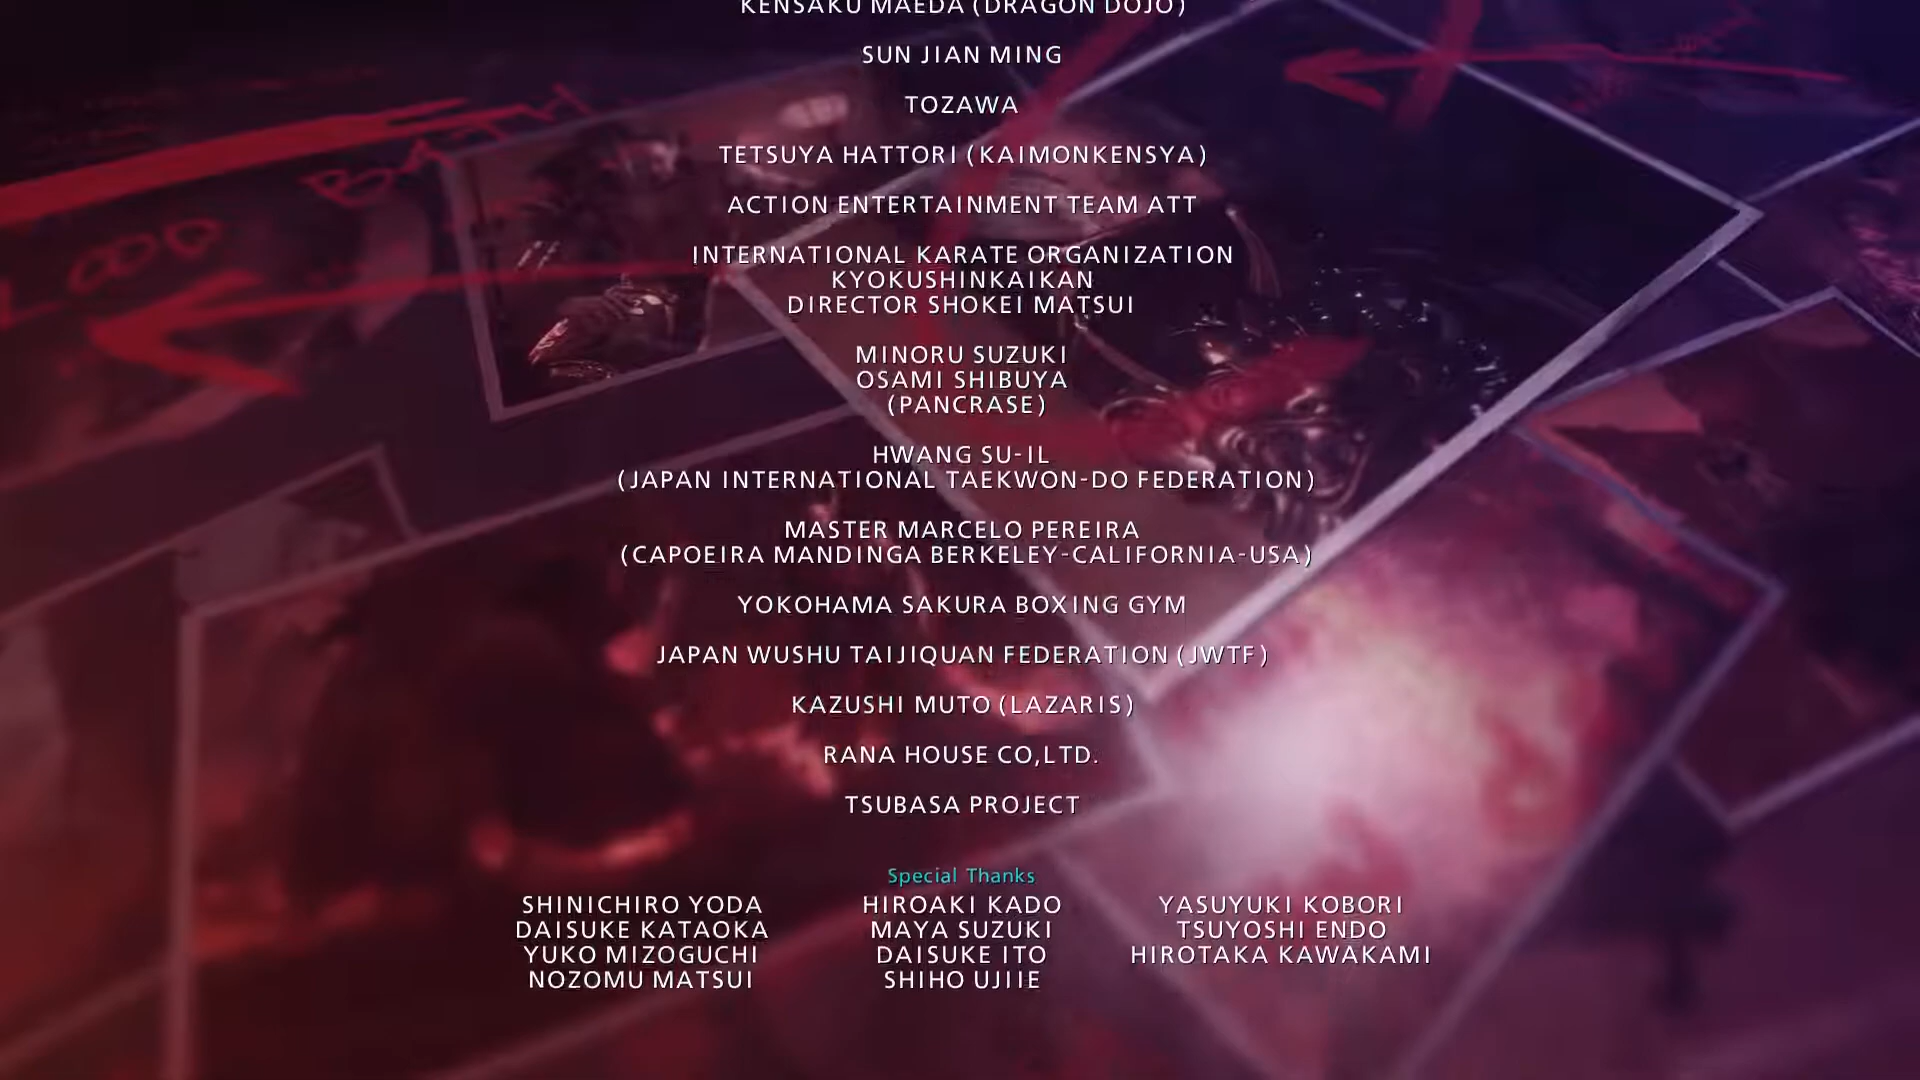 KENSAKU MAEDA (DRAGON DOJO)
SUN JIAN MING
TOZAWA
TETSUYA HATTORI (KAIMONKENSYA)
ACTION ENTERTAINMENT TEAM ATT
INTERNATIONAL KARATE ORGANIZATION
KYOKUSHINKAIKAN
DIRECTOR SHOKEI MATSUI
MINORU SUZUKI
OSAMI SHIBUYA
(PANCRASE)
HWANG SU-IL
(JAPAN INTERNATIONAL TAEKWON-DO FEDERATION)
MASTER MARCELO PEREIRA
(CAPOEIRA MANDINGA BERKELEY-CALIFORNIA-USA)
YOKOHAMA SAKURA BOXING GYM
JAPAN WUSHU TAIJIQUAN FEDERATION (JWTF)
KAZUSHI MUTO (LAZARIS)
RANA HOUSE CO,LTD.
TSUBASA PROJECT
Special Thanks
SHINICHIRO YODA
DAISUKE KATAOKA
YUKO MIZOGUCHI
NOZOMU MATSUI
HIROAKI KADO
MAYA SUZUKI
DAISUKE ITO
SHIHO UJIIE
YASUYUKI KOBORI
TSUYOSHI ENDO
HIROTAKA KAWAKAMI